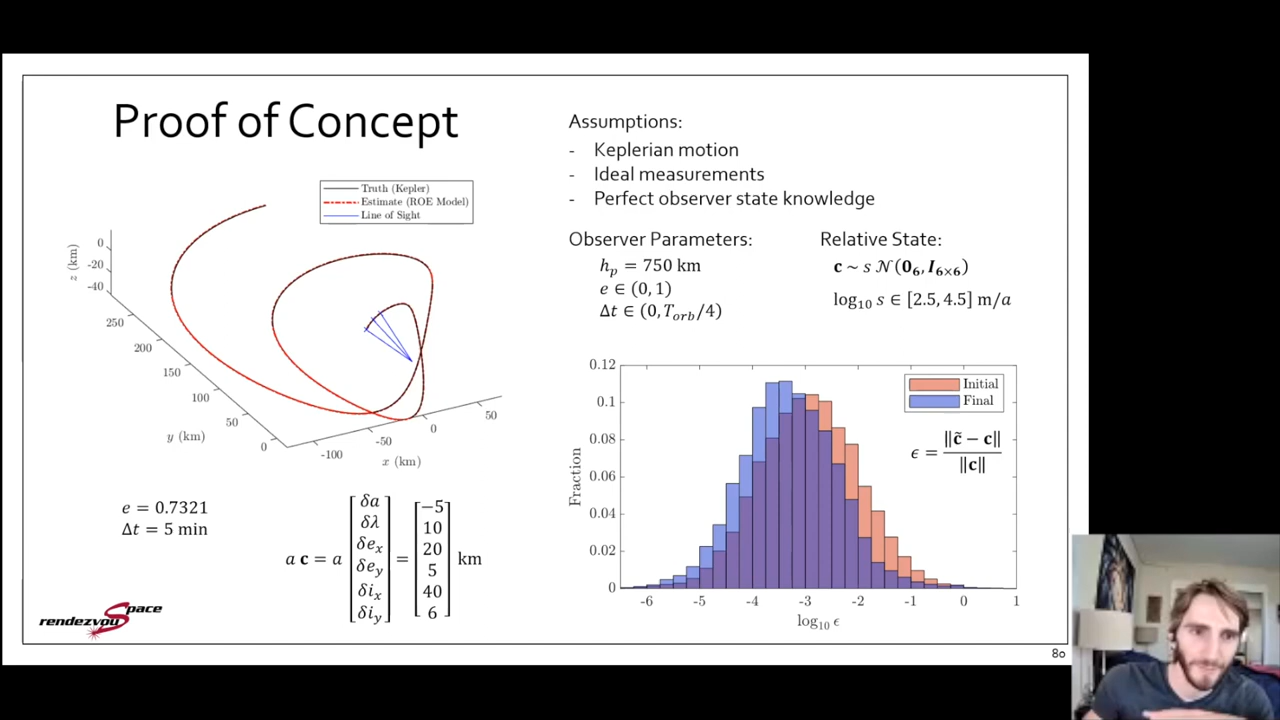 Proof of Concept
Truth (Kepler)
Estimate (ROE Model)
Line of Sight
z (km)
0
-20
-40
250
200
150
100
50
0
y (km)
-100
-50
0
50
x (km)
e = 0.7321
Δt = 5 min
a c = a [δa δλ δe_x δe_y δi_x δi_y] = [−5 10 20 5 40 6] km
rendezvouSpace
Assumptions:
- Keplerian motion
- Ideal measurements
- Perfect observer state knowledge
Observer Parameters:
h_p = 750 km
e ∈ (0, 1)
Δt ∈ (0, T_orb/4)
Relative State:
c ~ s 𝒩(0_6, I_6×6)
log₁₀ s ∈ [2.5, 4.5] m/a
0.12
0.1
0.08
0.06
0.04
0.02
0
Fraction
Initial
Final
ϵ = ‖c̃ − c‖ / ‖c‖
-6
-5
-4
-3
-2
-1
0
1
log₁₀ ϵ
80